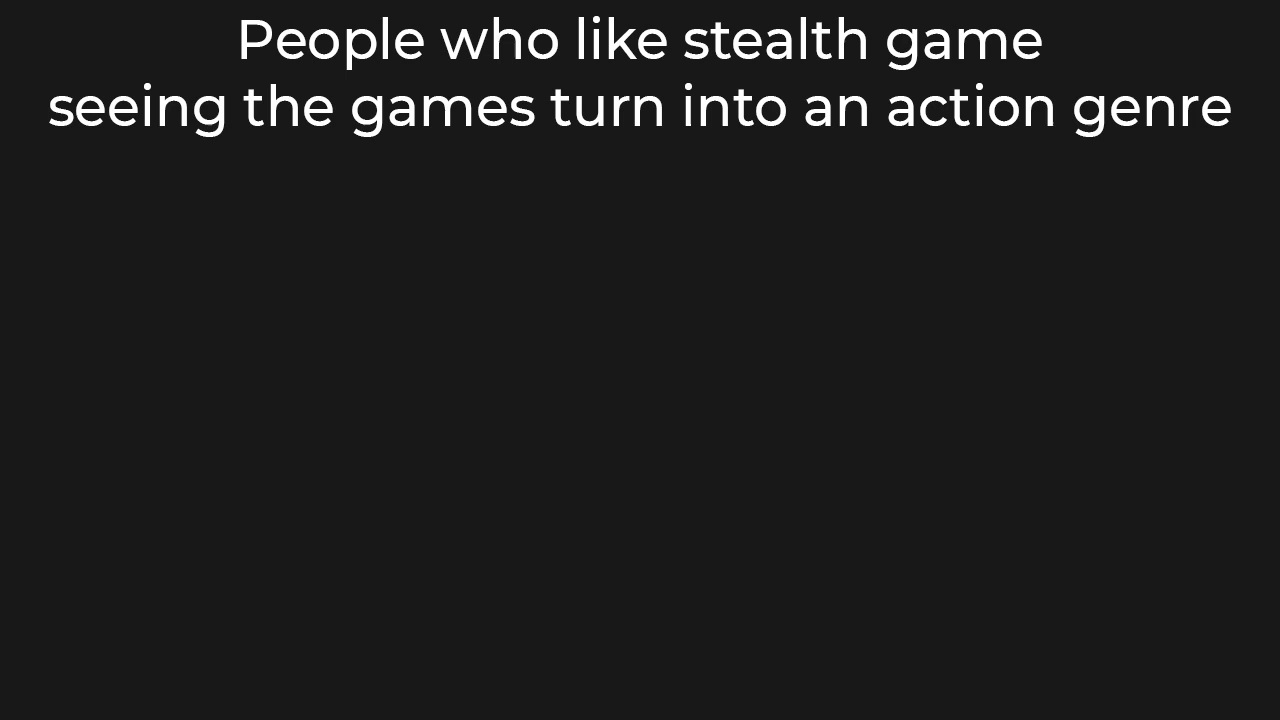 People who like stealth game
seeing the games turn into an action genre